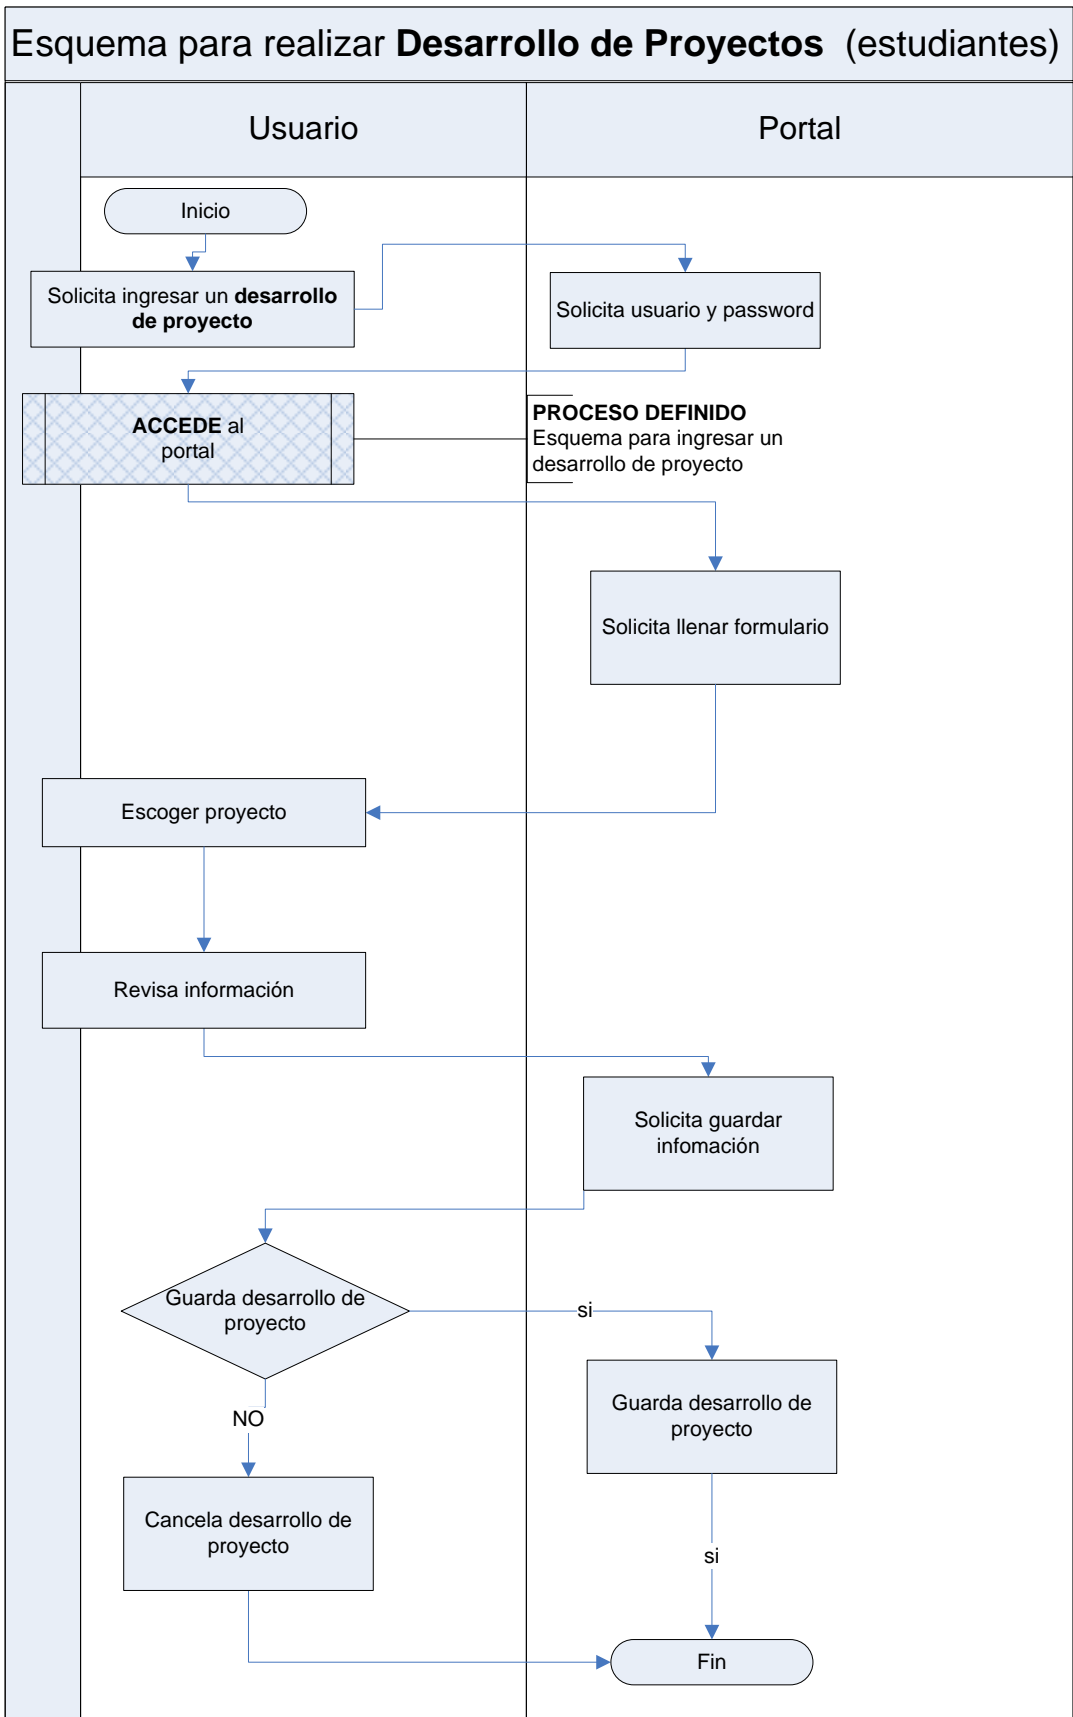 Esquema para realizar Desarrollo de Proyectos (estudiantes)
Usuario
Portal
Inicio
Solicita ingresar un desarrollo
de proyecto
Solicita usuario y password
ACCEDE al
portal
PROCESO DEFINIDO
Esquema para ingresar un
desarrollo de proyecto
Solicita llenar formulario
Escoger proyecto
Revisa información
Solicita guardar
infomación
Guarda desarrollo de
proyecto
si
Guarda desarrollo de
proyecto
NO
Cancela desarrollo de
proyecto
si
Fin